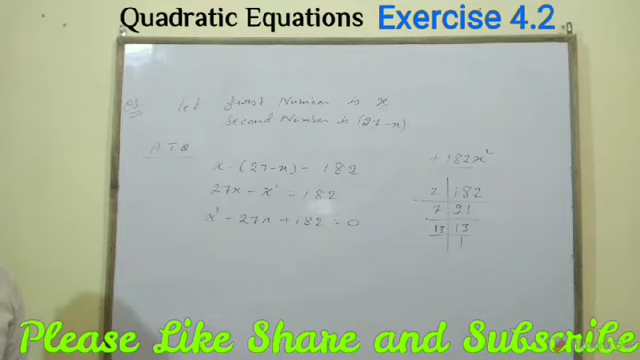 Quadratic Equations Exercise 4.2
Q3 Let first Number is x
Second Number is (27-x)
A.T.Q
x . (27-x) = 182
27x - x² = 182
x² - 27x + 182 = 0
+182x²
2 | 182
7 | 91
13 | 13
1
Please Like Share and Subscribe